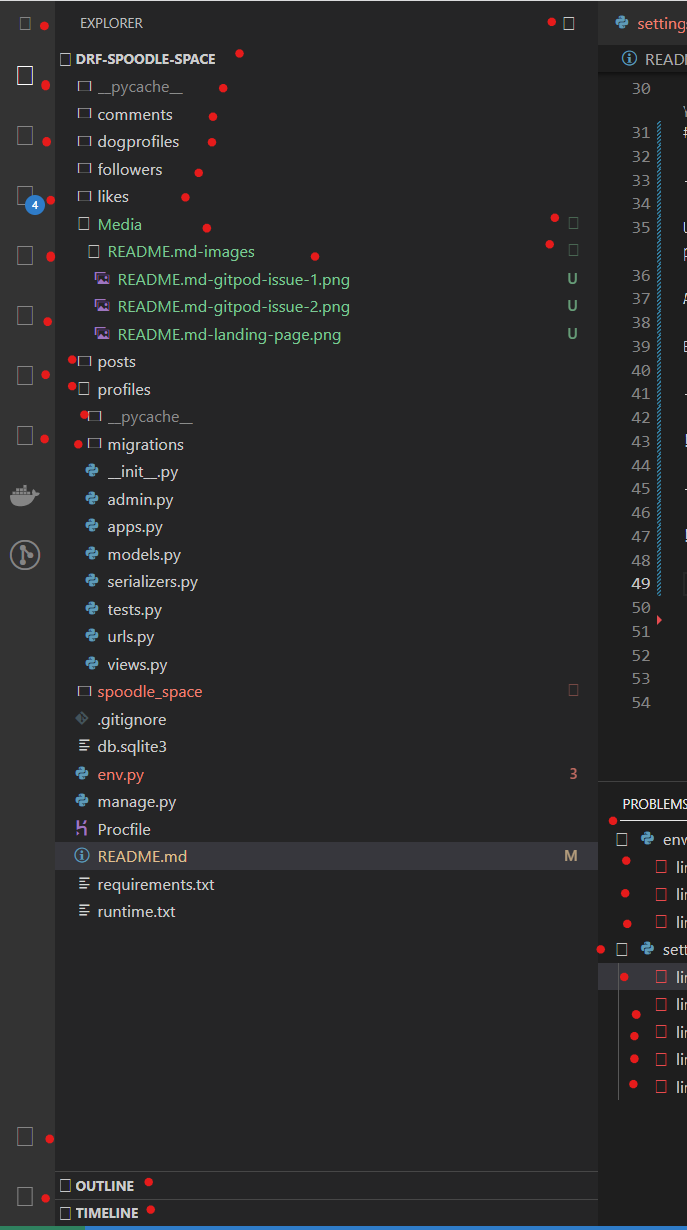 EXPLORER
DRF-SPOODLE-SPACE
__pycache__
comments
dogprofiles
followers
likes
4
Media
README.md-images
README.md-gitpod-issue-1.png U
README.md-gitpod-issue-2.png U
README.md-landing-page.png U
posts
profiles
__pycache__
migrations
__init__.py
admin.py
apps.py
models.py
serializers.py
tests.py
urls.py
views.py
spoodle_space
.gitignore
db.sqlite3
env.py 3
manage.py
Procfile
README.md M
requirements.txt
runtime.txt
OUTLINE
TIMELINE
setting
READM
30
31 #
32
33 -
34
35
36
37
38
39
40
41 -
42
43
44
45 -
46
47
48
49
50
51
52
53
54
PROBLEMS
env
lin
lin
lin
sett
lin
lin
lin
lin
lin